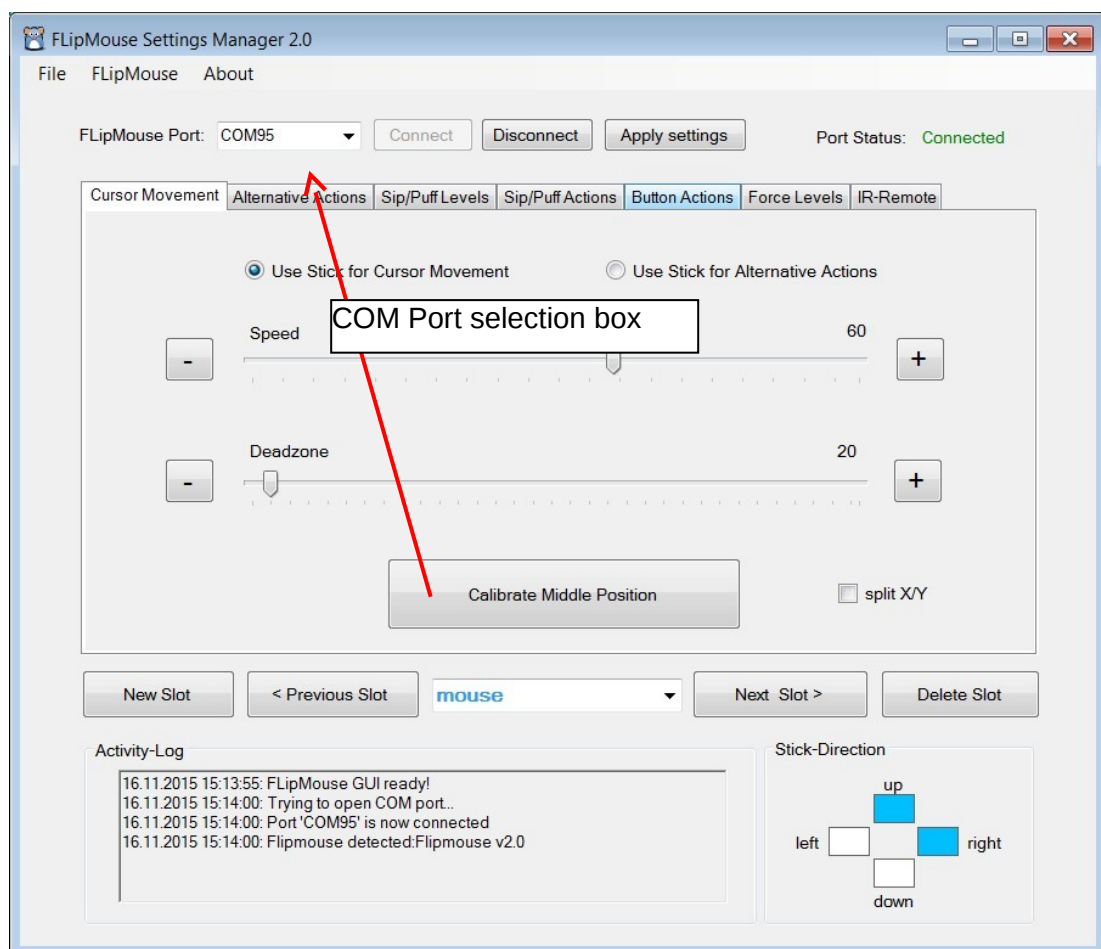 FLipMouse Settings Manager 2.0
File FLipMouse About
FLipMouse Port: COM95 Connect Disconnect Apply settings Port Status: Connected
Cursor Movement Alternative Actions Sip/Puff Levels Sip/Puff Actions Button Actions Force Levels IR-Remote
Use Stick for Cursor Movement Use Stick for Alternative Actions
COM Port selection box
Speed 60
- +
Deadzone 20
- +
Calibrate Middle Position split X/Y
New Slot < Previous Slot mouse Next Slot > Delete Slot
Activity-Log
16.11.2015 15:13:55: FLipMouse GUI ready!
16.11.2015 15:14:00: Trying to open COM port...
16.11.2015 15:14:00: Port 'COM95' is now connected
16.11.2015 15:14:00: Flipmouse detected:Flipmouse v2.0
Stick-Direction
up
left right
down